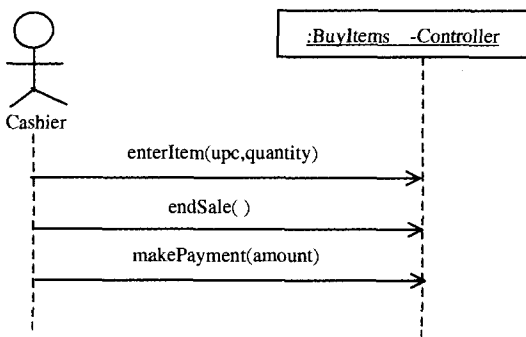 :BuyItems -Controller
Cashier
enterItem(upc,quantity)
endSale( )
makePayment(amount)